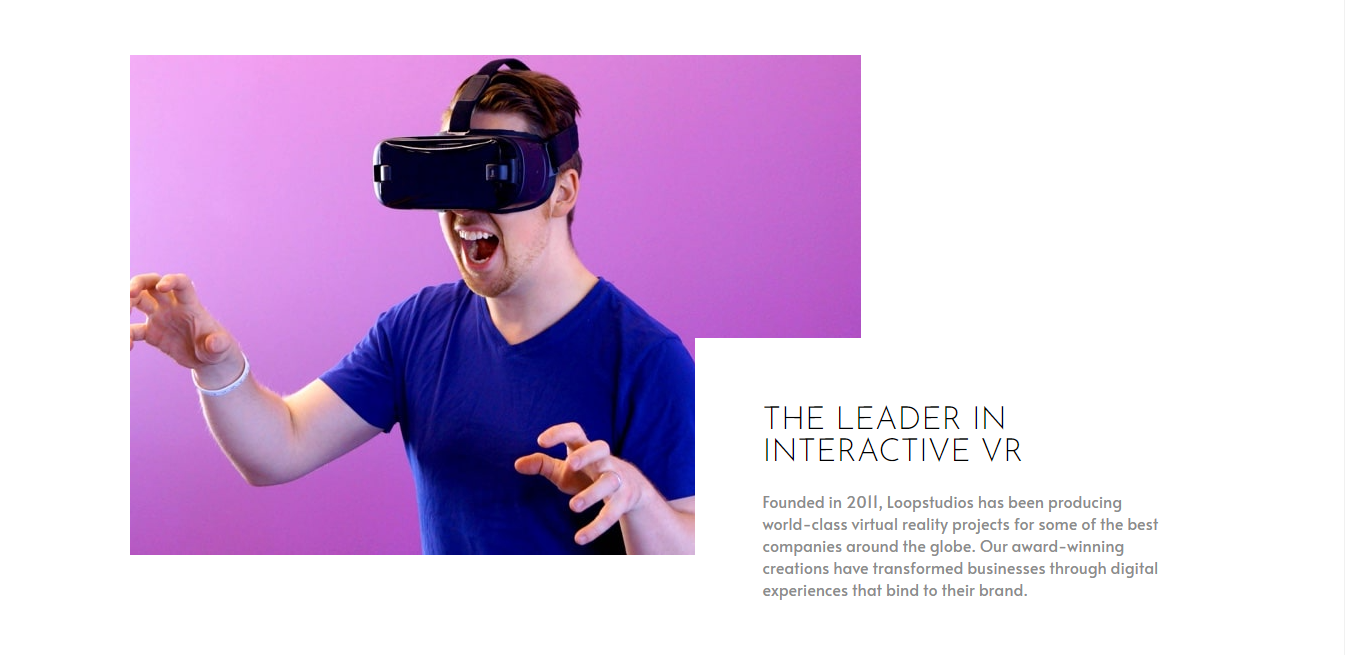 THE LEADER IN
INTERACTIVE VR
Founded in 2011, Loopstudios has been producing
world-class virtual reality projects for some of the best
companies around the globe. Our award-winning
creations have transformed businesses through digital
experiences that bind to their brand.